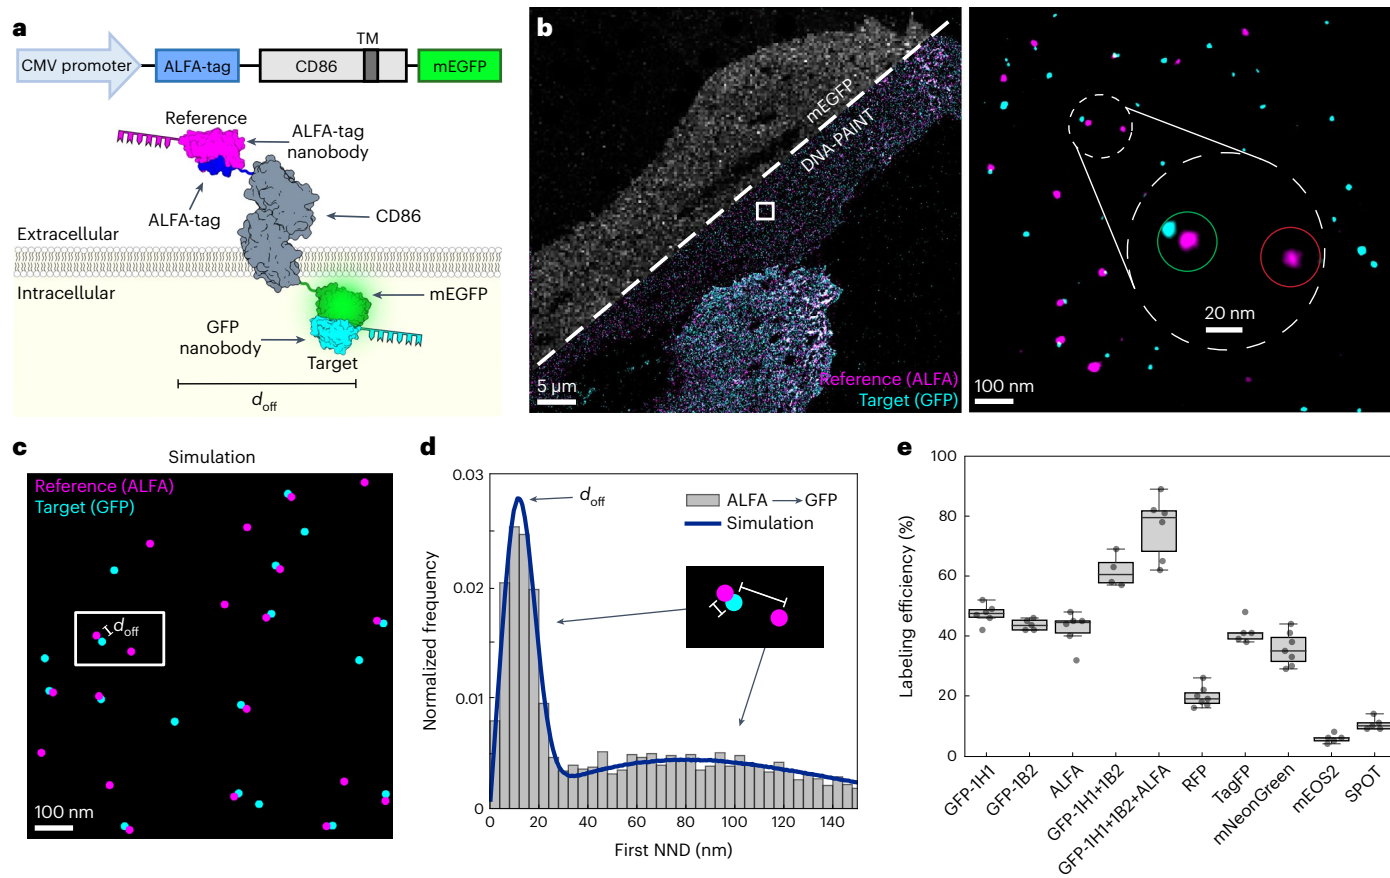 a
TM
CMV promoter
ALFA-tag
CD86
mEGFP
Reference
ALFA-tag
nanobody
ALFA-tag
CD86
Extracellular
Intracellular
mEGFP
GFP
nanobody
Target
doff
b
mEGFP
DNA-PAINT
5 µm
Reference (ALFA)
Target (GFP)
20 nm
100 nm
c
Simulation
Reference (ALFA)
Target (GFP)
doff
100 nm
d
0.03
0.02
0.01
0
Normalized frequency
doff
ALFA → GFP
Simulation
0 20 40 60 80 100 120 140
First NND (nm)
e
100
80
60
40
20
0
Labeling efficiency (%)
GFP-1H1
GFP-1B2
ALFA
GFP-1H1+1B2
GFP-1H1+1B2+ALFA
RFP
TagFP
mNeonGreen
mEOS2
SPOT